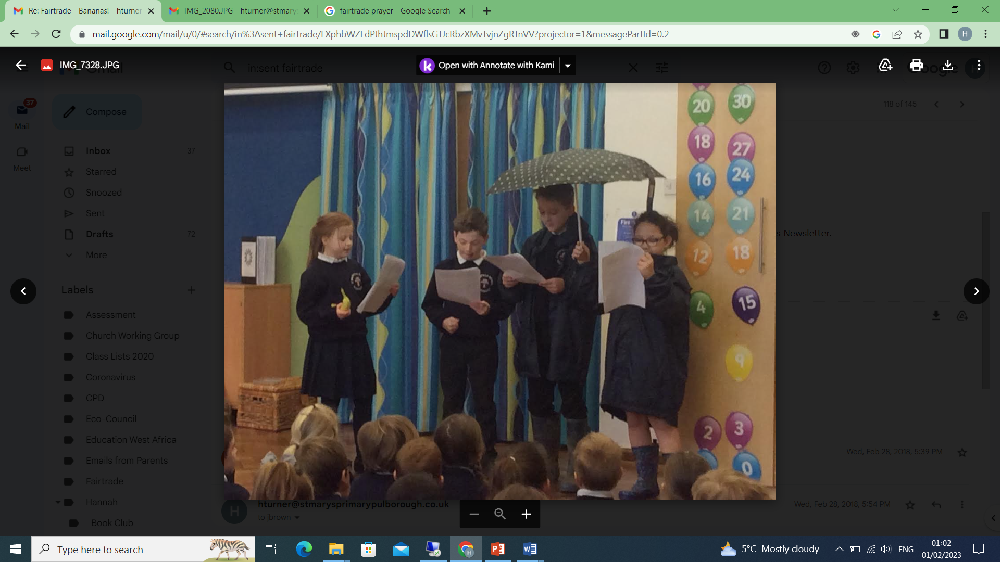 Re: Fairtrade - Bananas! - hturner
IMG_2080.JPG - hturner@stmary
fairtrade prayer - Google Search
mail.google.com/mail/u/0/#search/in%3Asent+fairtrade/LXphbWZLdPJhJmspdDWflsGTJcRbzXMvTvjnZgRTnVV?projector=1&messagePartId=0.2
H
IMG_7328.JPG
in:sent fairtrade
Open with Annotate with Kami
Google
37
Mail
Meet
Compose
118 of 145
Inbox 37
Starred
Snoozed
Sent
Drafts 72
More
Labels
Assessment
Church Working Group
Class Lists 2020
Coronavirus
CPD
Eco-Council
Education West Africa
Emails from Parents
Fairtrade
Hannah
Book Club
20 30
18 27
16 24
14 21
12 18
4 15
9
2 3
0
Fire
s Newsletter.
Wed, Feb 28, 2018, 5:39 PM
H
hturner@stmarysprimarypulborough.co.uk
to jbrown
Wed, Feb 28, 2018, 5:54 PM
Type here to search
5°C Mostly cloudy
ENG
01:02
01/02/2023